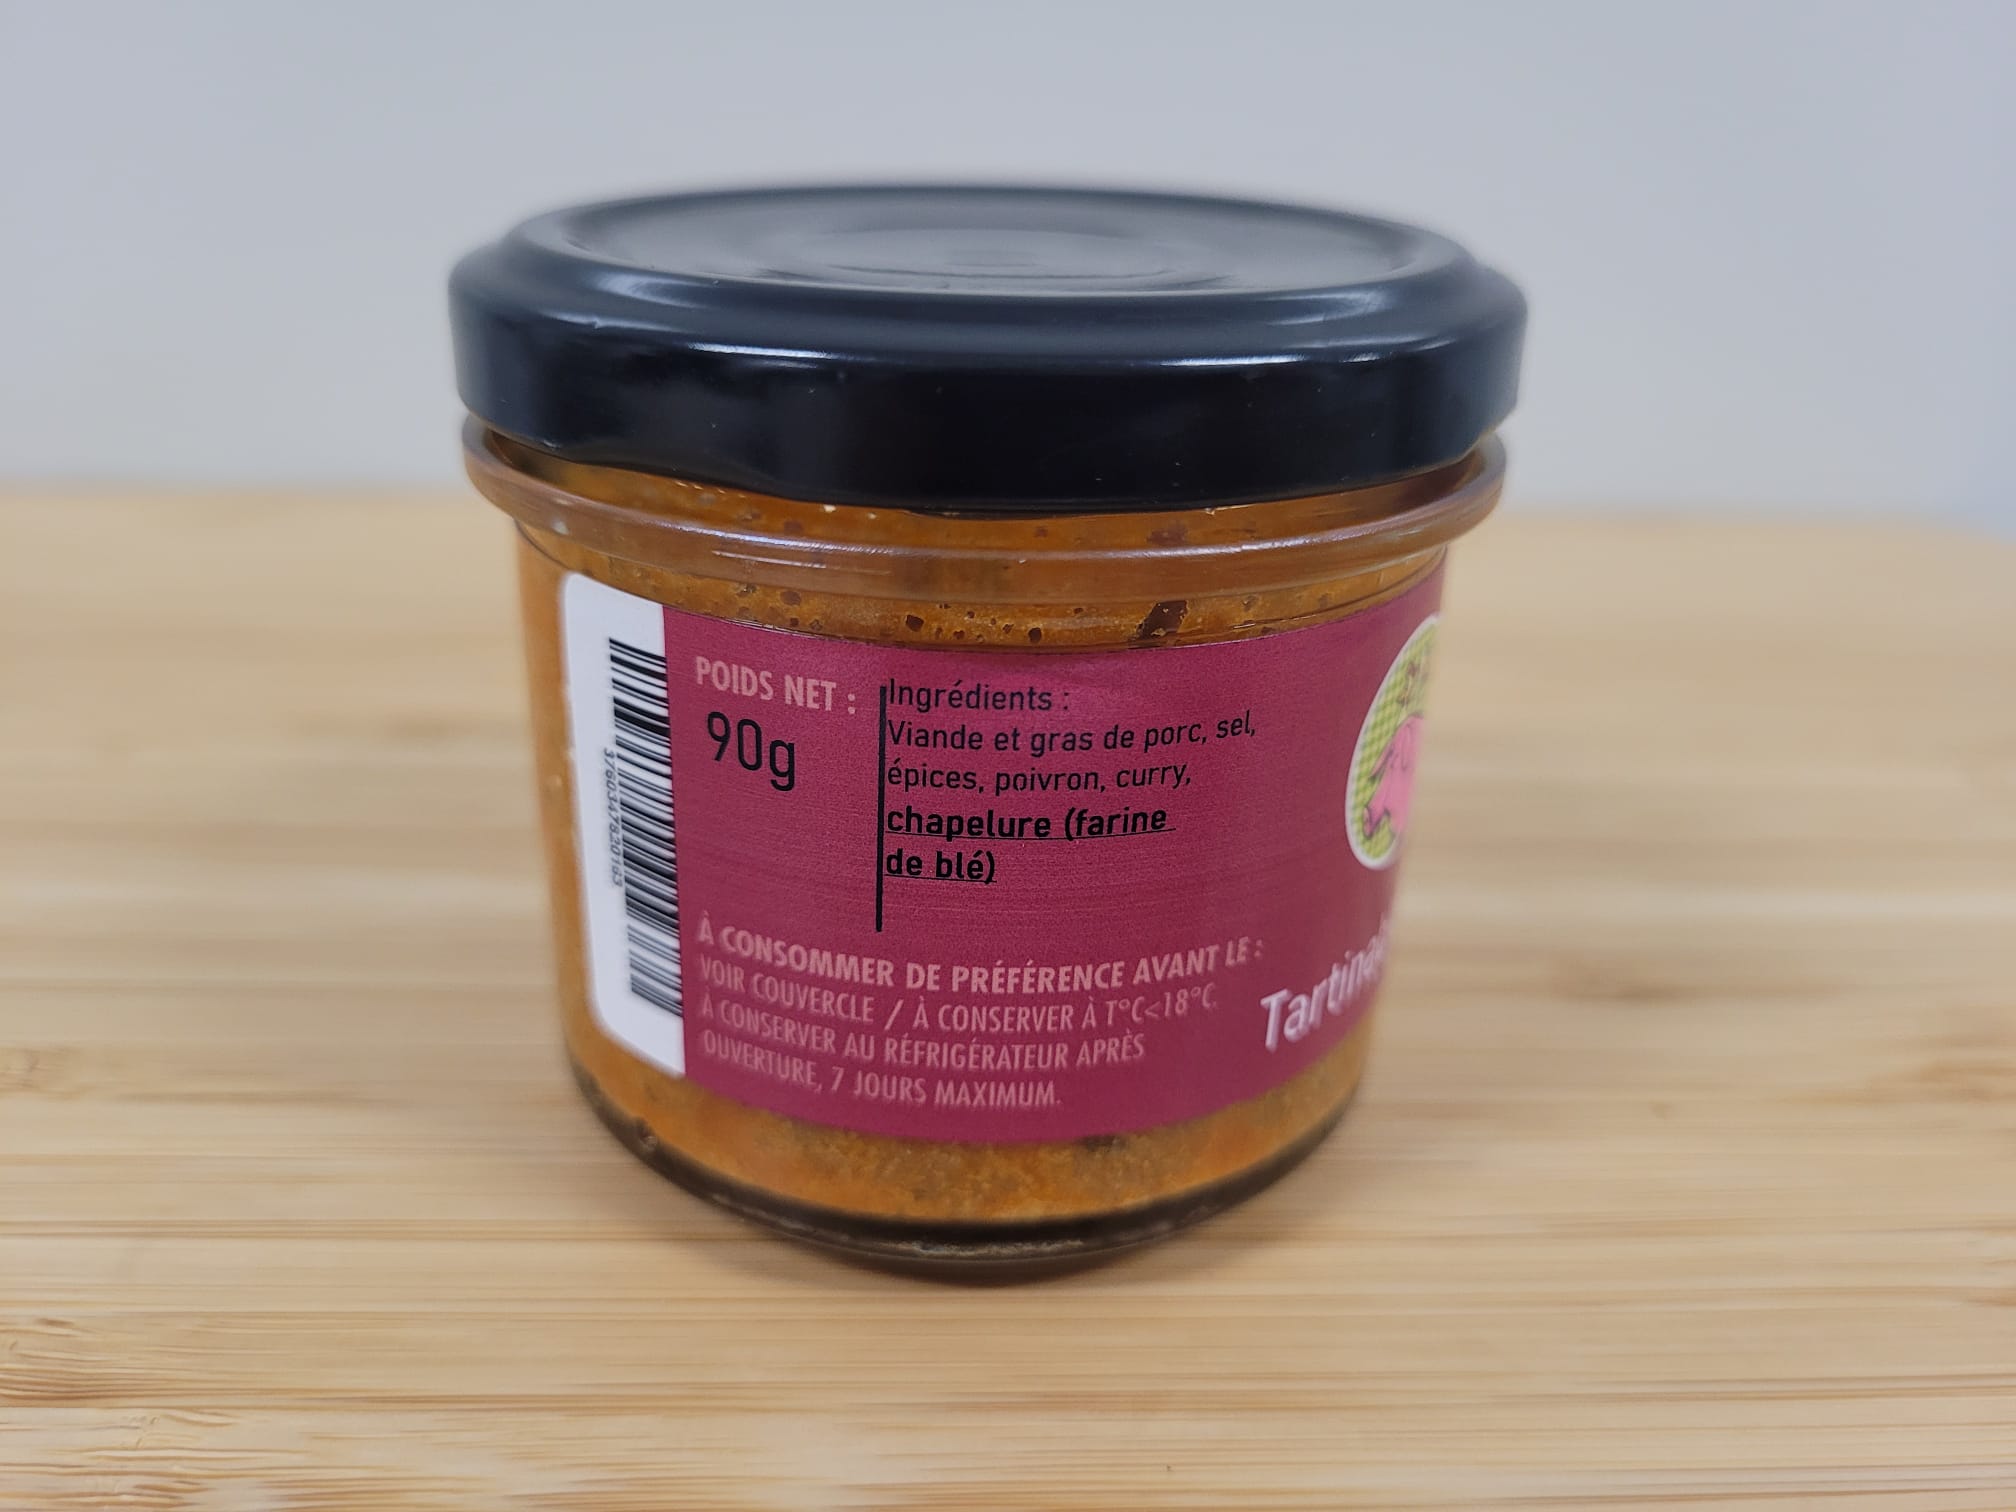 POIDS NET :
90g
Ingrédients :
Viande et gras de porc, sel,
épices, poivron, curry,
chapelure (farine
de blé)
À CONSOMMER DE PRÉFÉRENCE AVANT LE :
VOIR COUVERCLE / À CONSERVER À T°C<18°C
À CONSERVER AU RÉFRIGÉRATEUR APRÈS
OUVERTURE, 7 JOURS MAXIMUM.
3760347820163